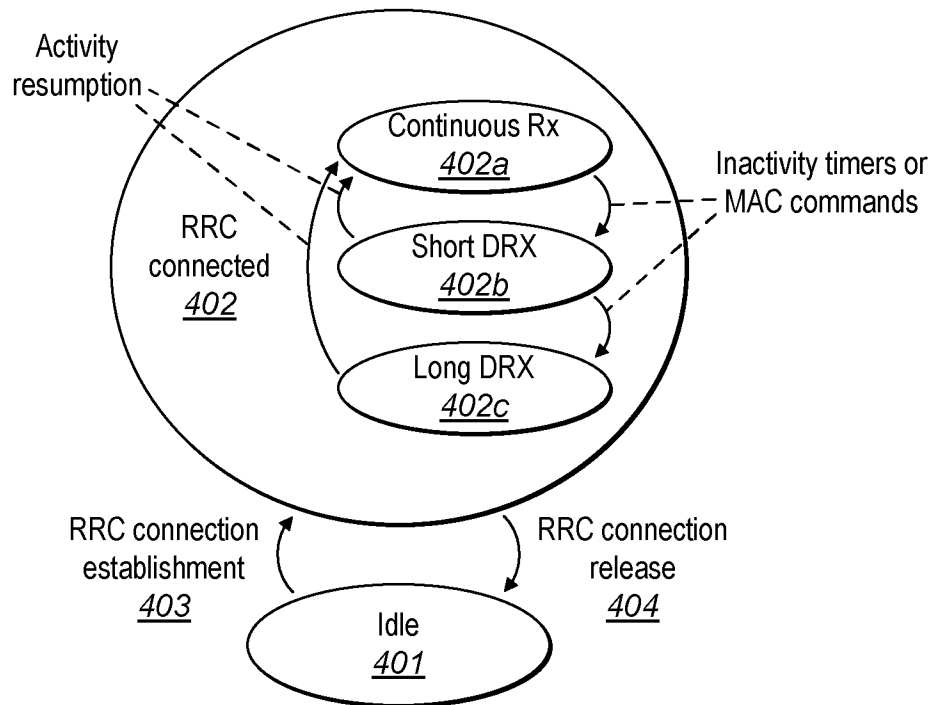 Activity
resumption
Continuous Rx
402a
Inactivity timers or
MAC commands
RRC
connected
402
Short DRX
402b
Long DRX
402c
RRC connection
establishment
403
RRC connection
release
404
Idle
401